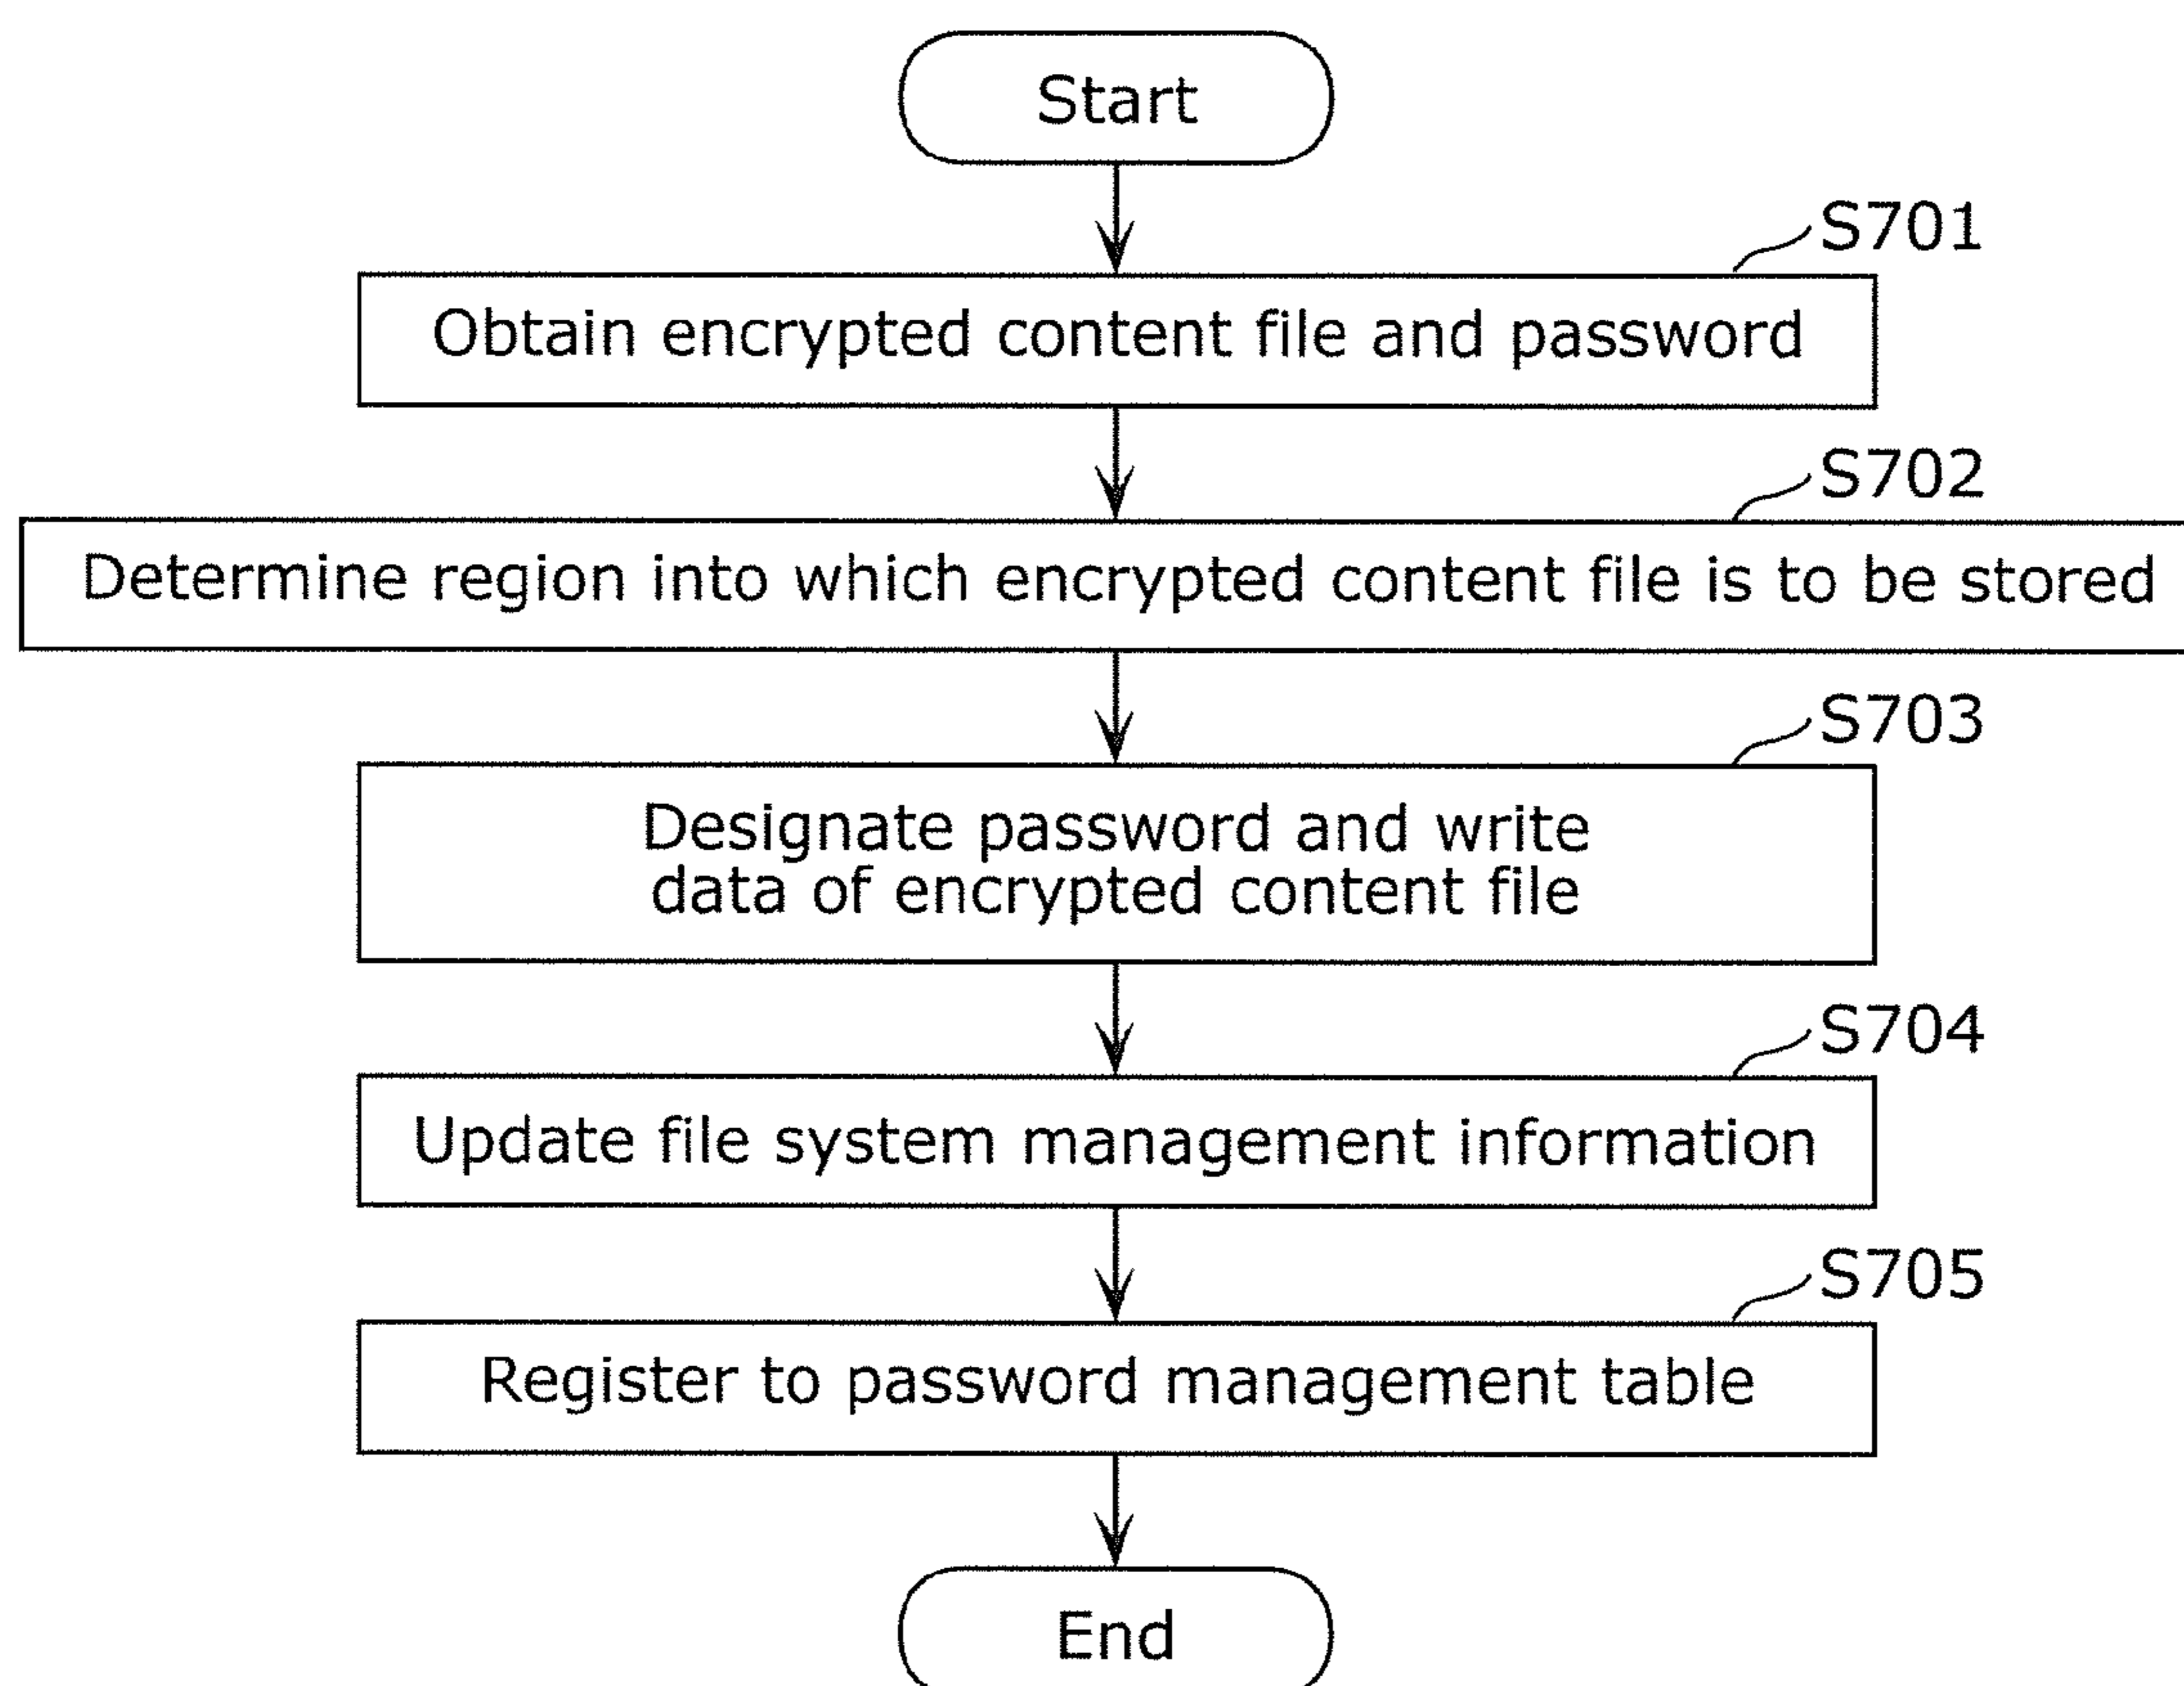 Start
S701
Obtain encrypted content file and password
S702
Determine region into which encrypted content file is to be stored
S703
Designate password and write
data of encrypted content file
S704
Update file system management information
S705
Register to password management table
End